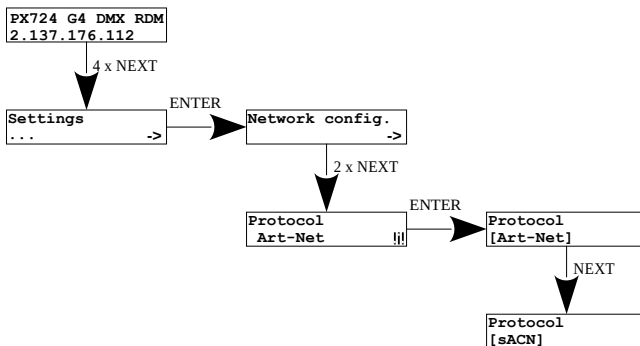 PX724 G4 DMX RDM
2.137.176.112
4 x NEXT
Settings
... ->
ENTER
Network config.
->
2 x NEXT
Protocol
Art-Net !i!
ENTER
Protocol
[Art-Net]
NEXT
Protocol
[sACN]